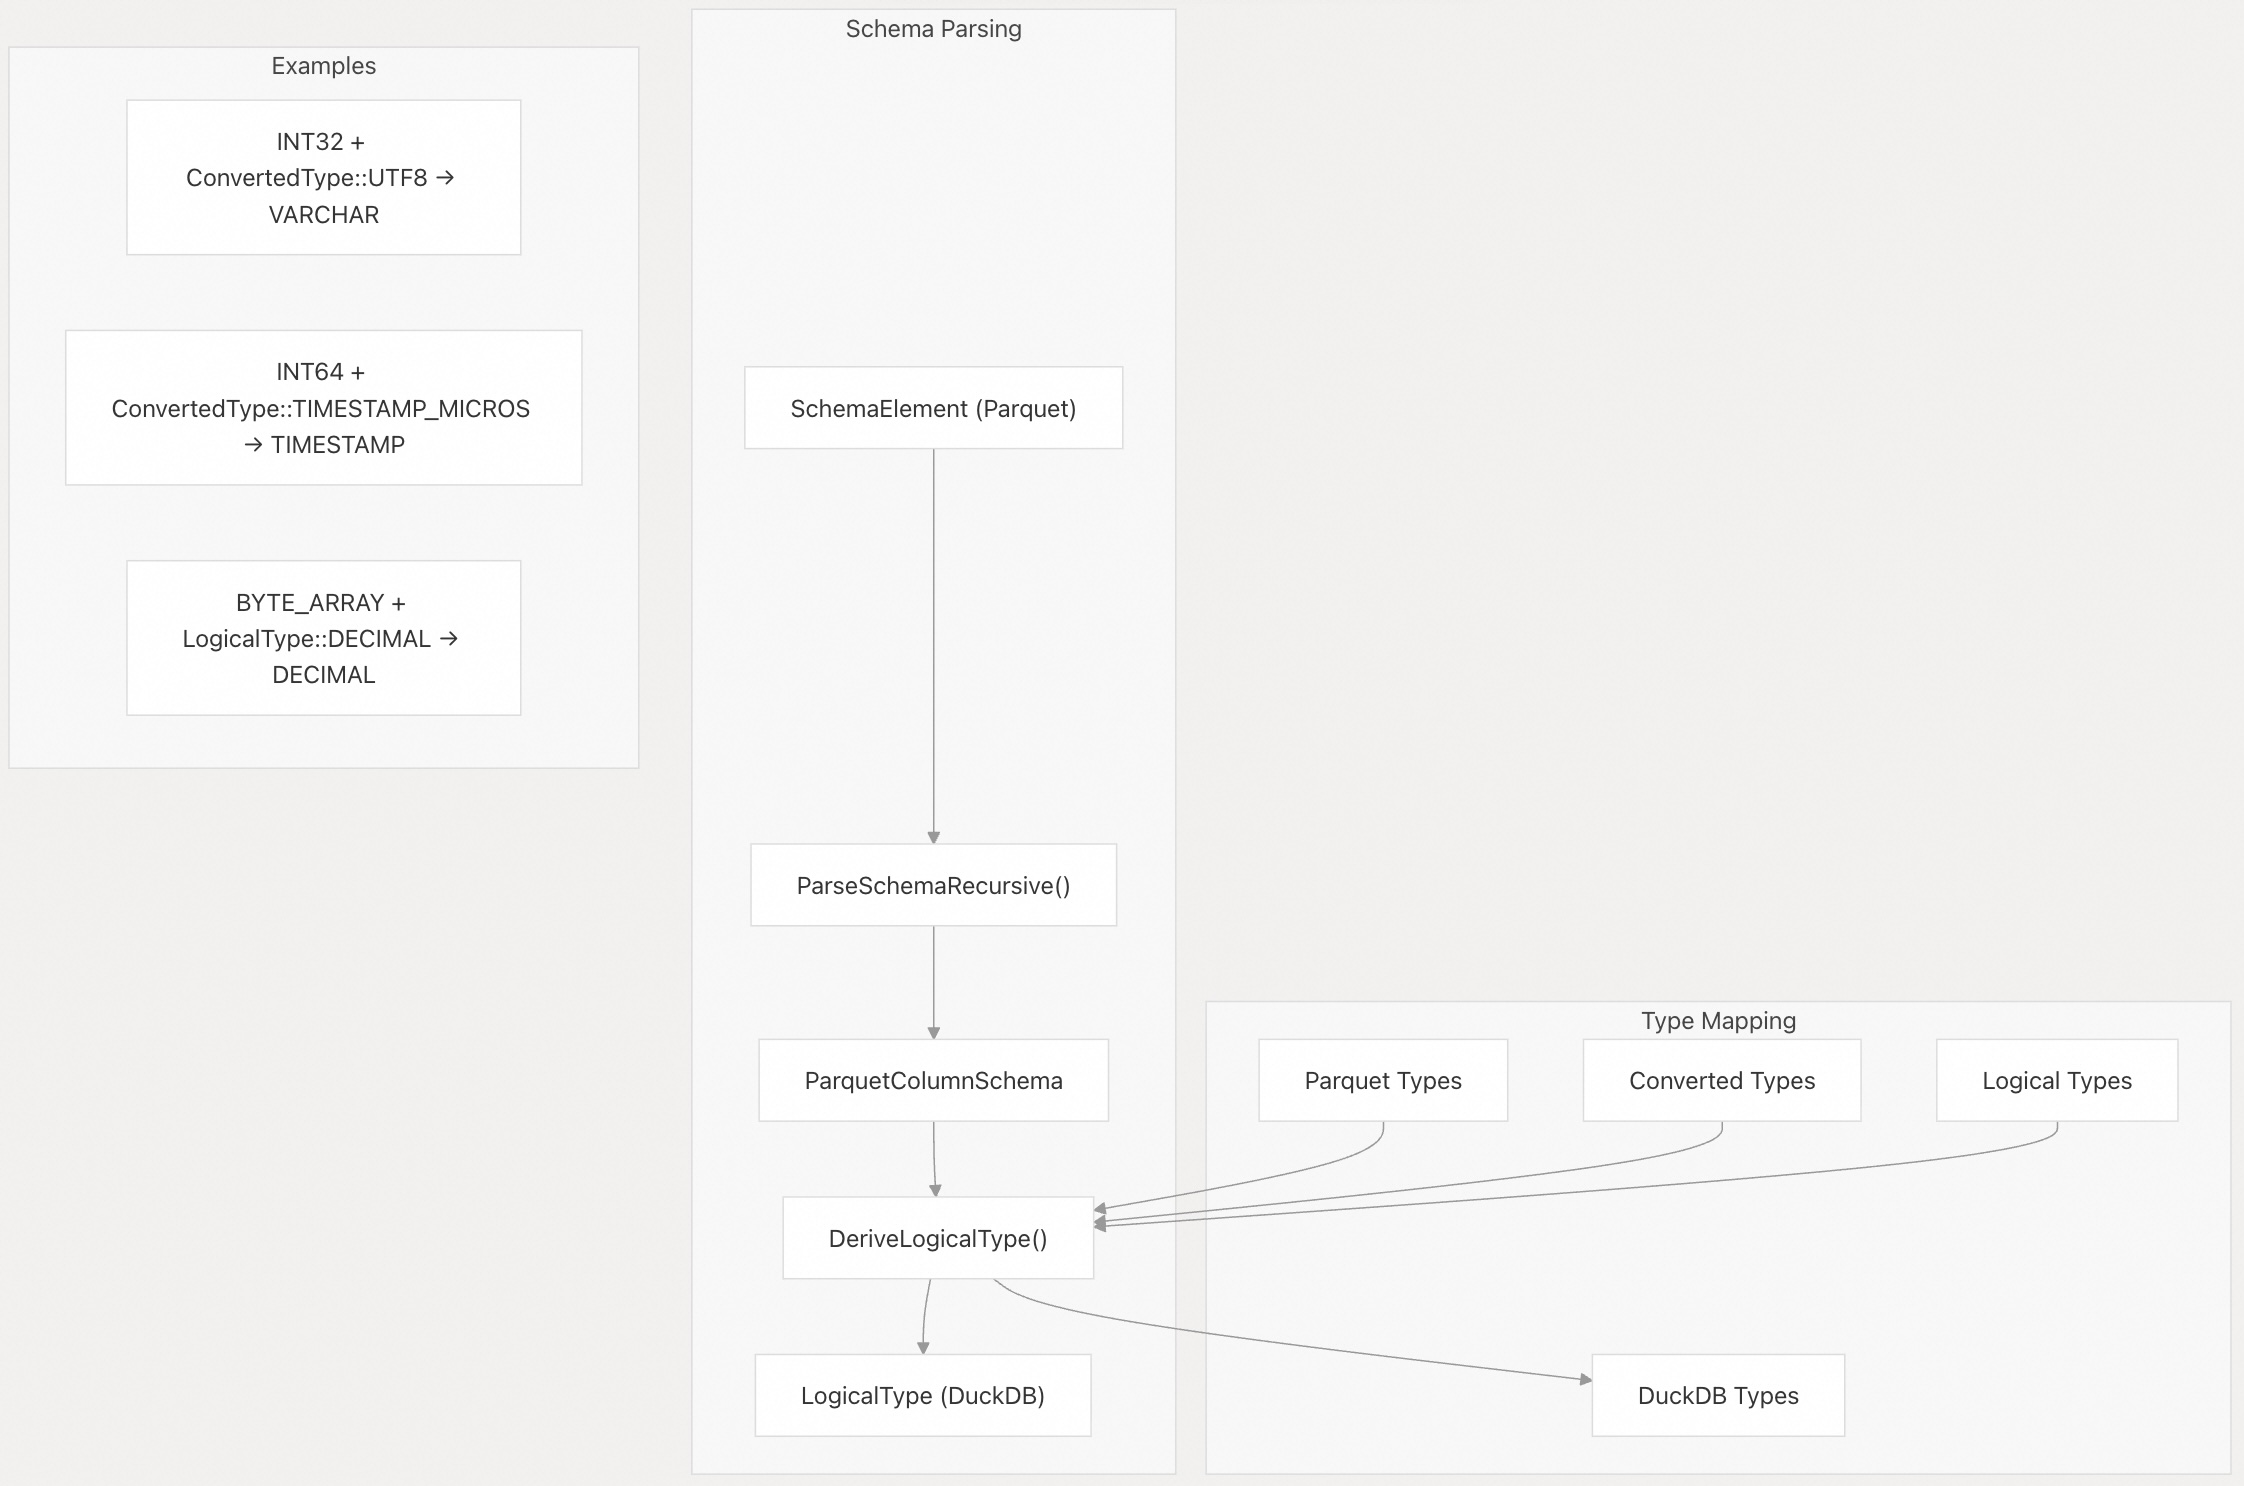 Examples
INT32 +
ConvertedType::UTF8 →
VARCHAR
INT64 +
ConvertedType::TIMESTAMP_MICROS
→ TIMESTAMP
BYTE_ARRAY +
LogicalType::DECIMAL →
DECIMAL
Schema Parsing
SchemaElement (Parquet)
ParseSchemaRecursive()
ParquetColumnSchema
DeriveLogicalType()
LogicalType (DuckDB)
Type Mapping
Parquet Types
Converted Types
Logical Types
DuckDB Types